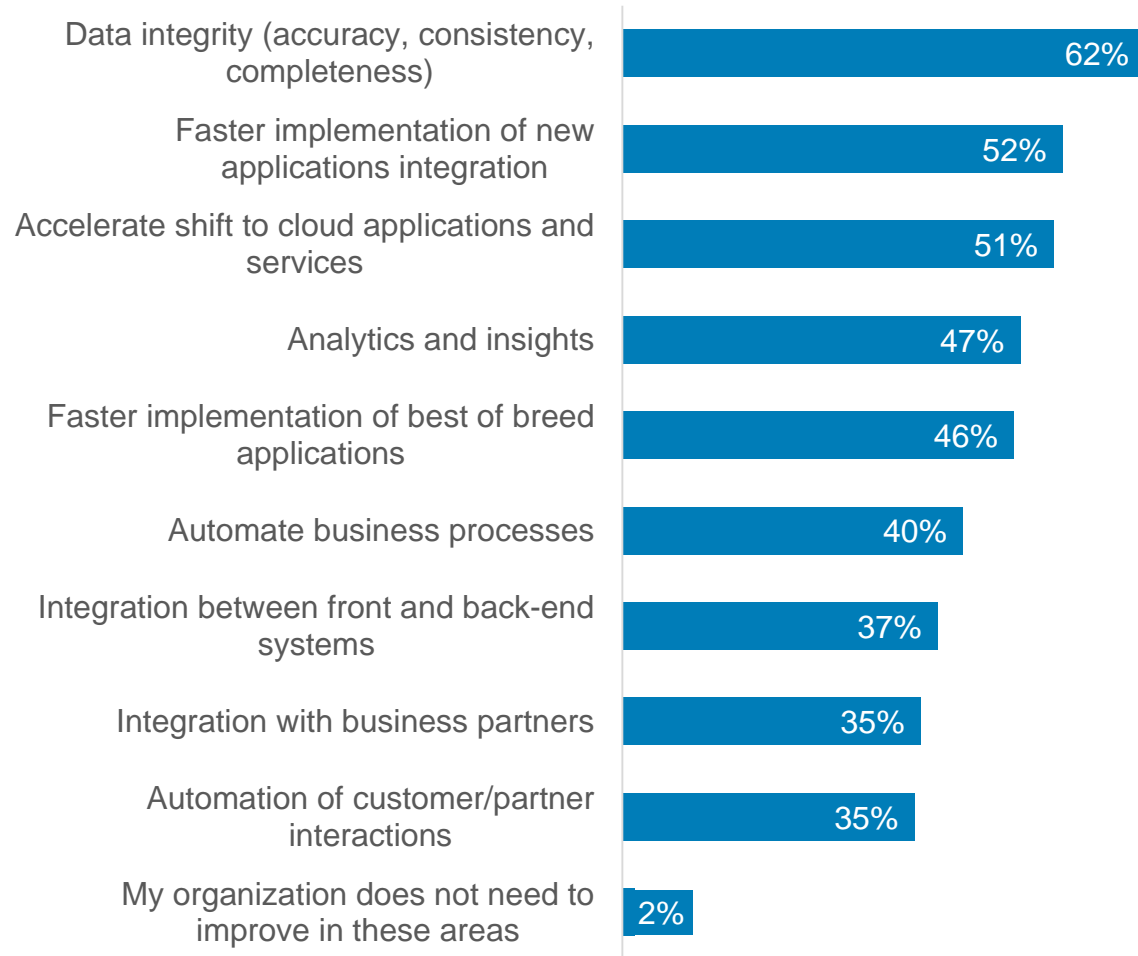 Data integrity (accuracy, consistency,
completeness)
62%
Faster implementation of new
applications integration
52%
Accelerate shift to cloud applications and
services
51%
Analytics and insights
47%
Faster implementation of best of breed
applications
46%
Automate business processes
40%
Integration between front and back-end
systems
37%
Integration with business partners
35%
Automation of customer/partner
interactions
35%
My organization does not need to
improve in these areas
2%